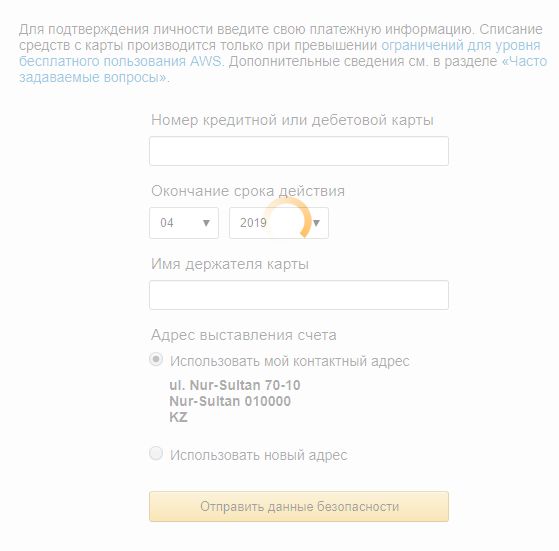 Для подтверждения личности введите свою платежную информацию. Списание
средств с карты производится только при превышении ограничений для уровня
бесплатного пользования AWS. Дополнительные сведения см. в разделе «Часто
задаваемые вопросы».
Номер кредитной или дебетовой карты
Окончание срока действия
04 ▼ 2019 ▼
Имя держателя карты
Адрес выставления счета
Использовать мой контактный адрес
ul. Nur-Sultan 70-10
Nur-Sultan 010000
KZ
Использовать новый адрес
Отправить данные безопасности